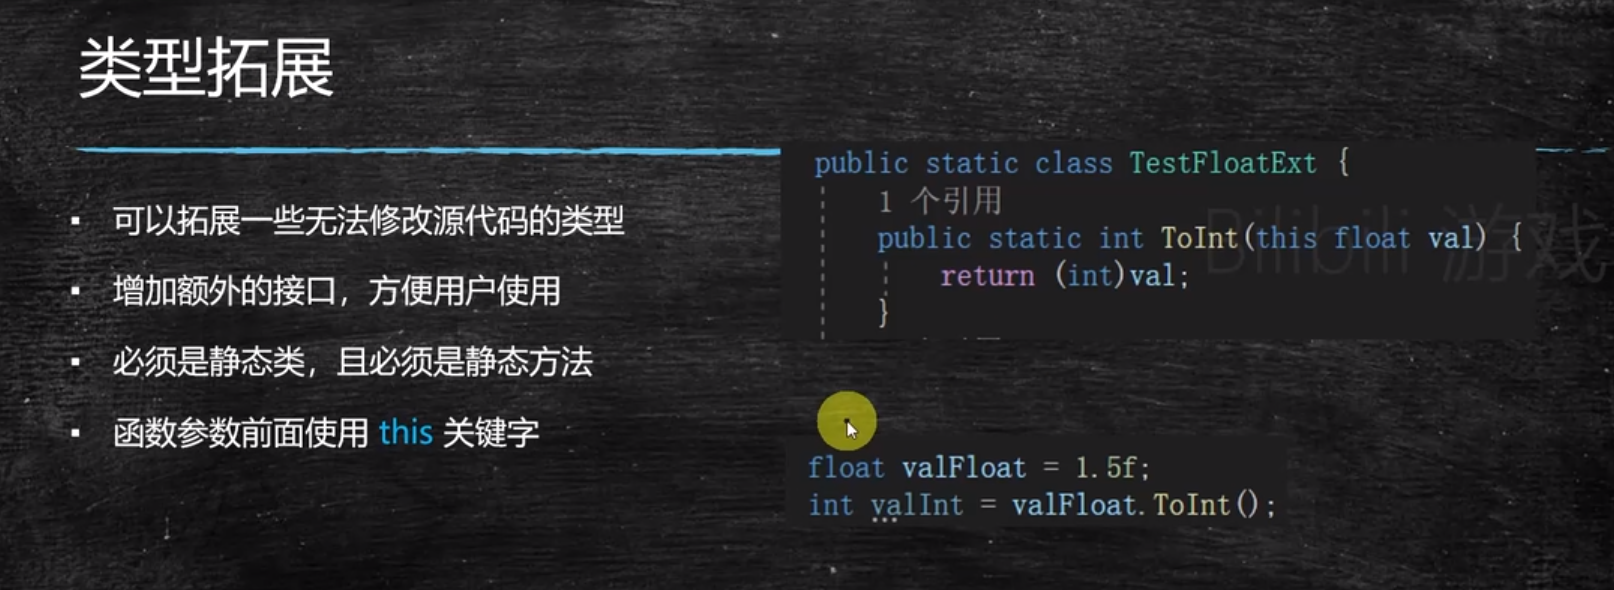 类型拓展
▪ 可以拓展一些无法修改源代码的类型
▪ 增加额外的接口，方便用户使用
▪ 必须是静态类，且必须是静态方法
▪ 函数参数前面使用 this 关键字
public static class TestFloatExt {
1 个引用
public static int ToInt(this float val) {
return (int)val;
}
Bilibili 游戏
float valFloat = 1.5f;
int valInt = valFloat.ToInt();